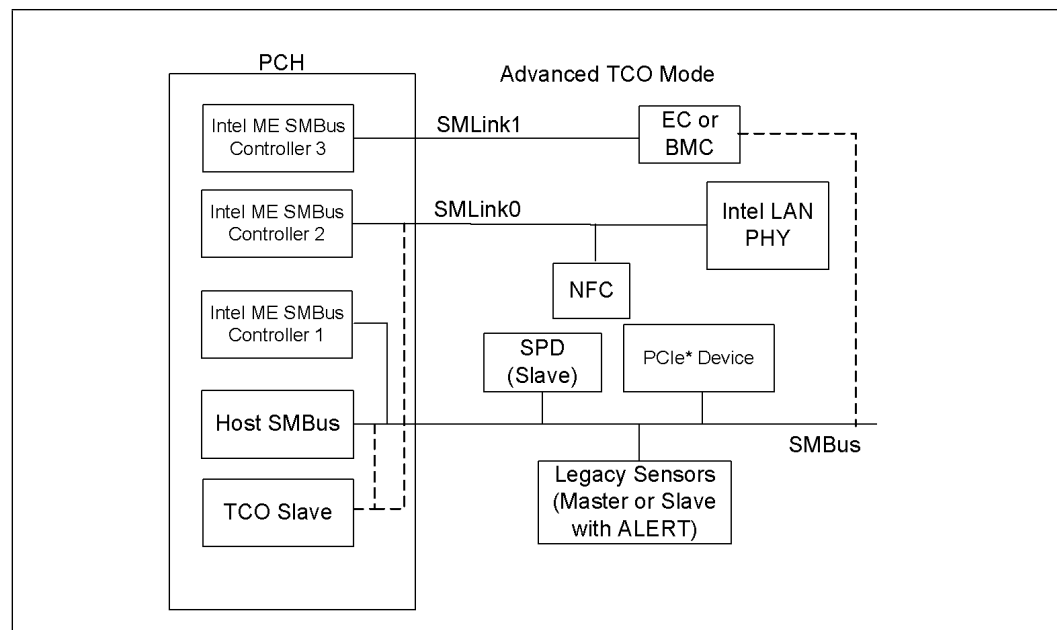 PCH
Advanced TCO Mode
Intel ME SMBus
Controller 3
SMLink1
EC or
BMC
Intel ME SMBus
Controller 2
SMLink0
Intel LAN
PHY
NFC
Intel ME SMBus
Controller 1
SPD
(Slave)
PCIe* Device
Host SMBus
SMBus
TCO Slave
Legacy Sensors
(Master or Slave
with ALERT)